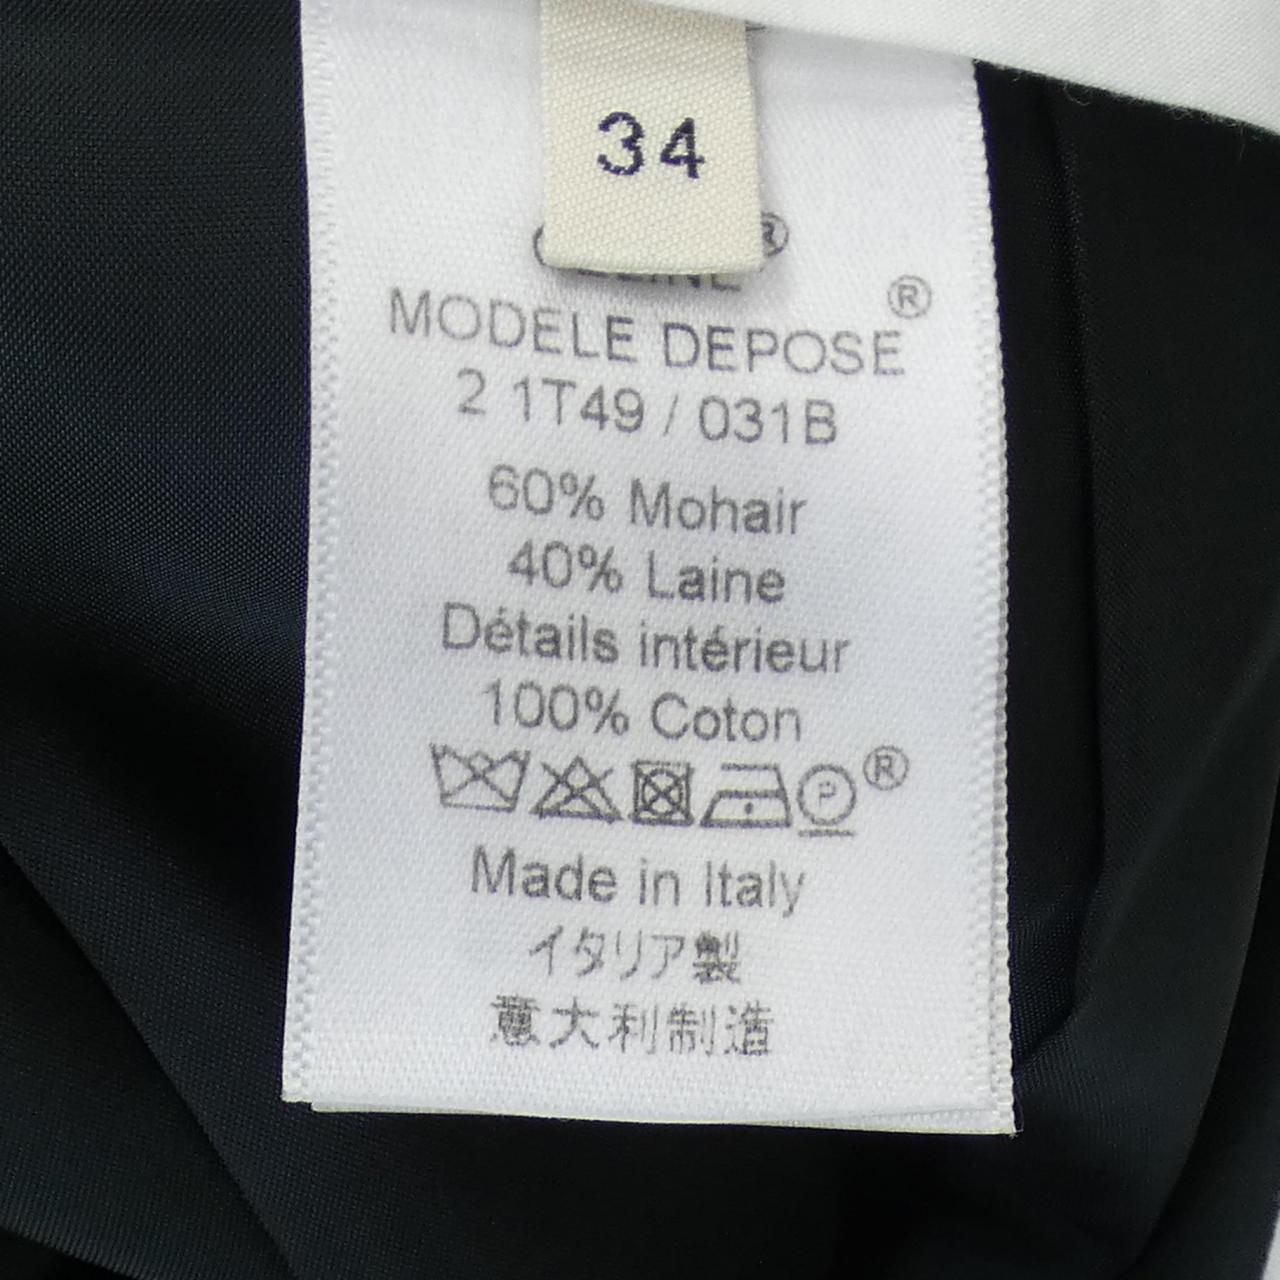 34
®
MODELE DEPOSE®
2 1T49 / 031B
60% Mohair
40% Laine
Détails intérieur
100% Coton
P ®
Made in Italy
イタリア製
意大利制造